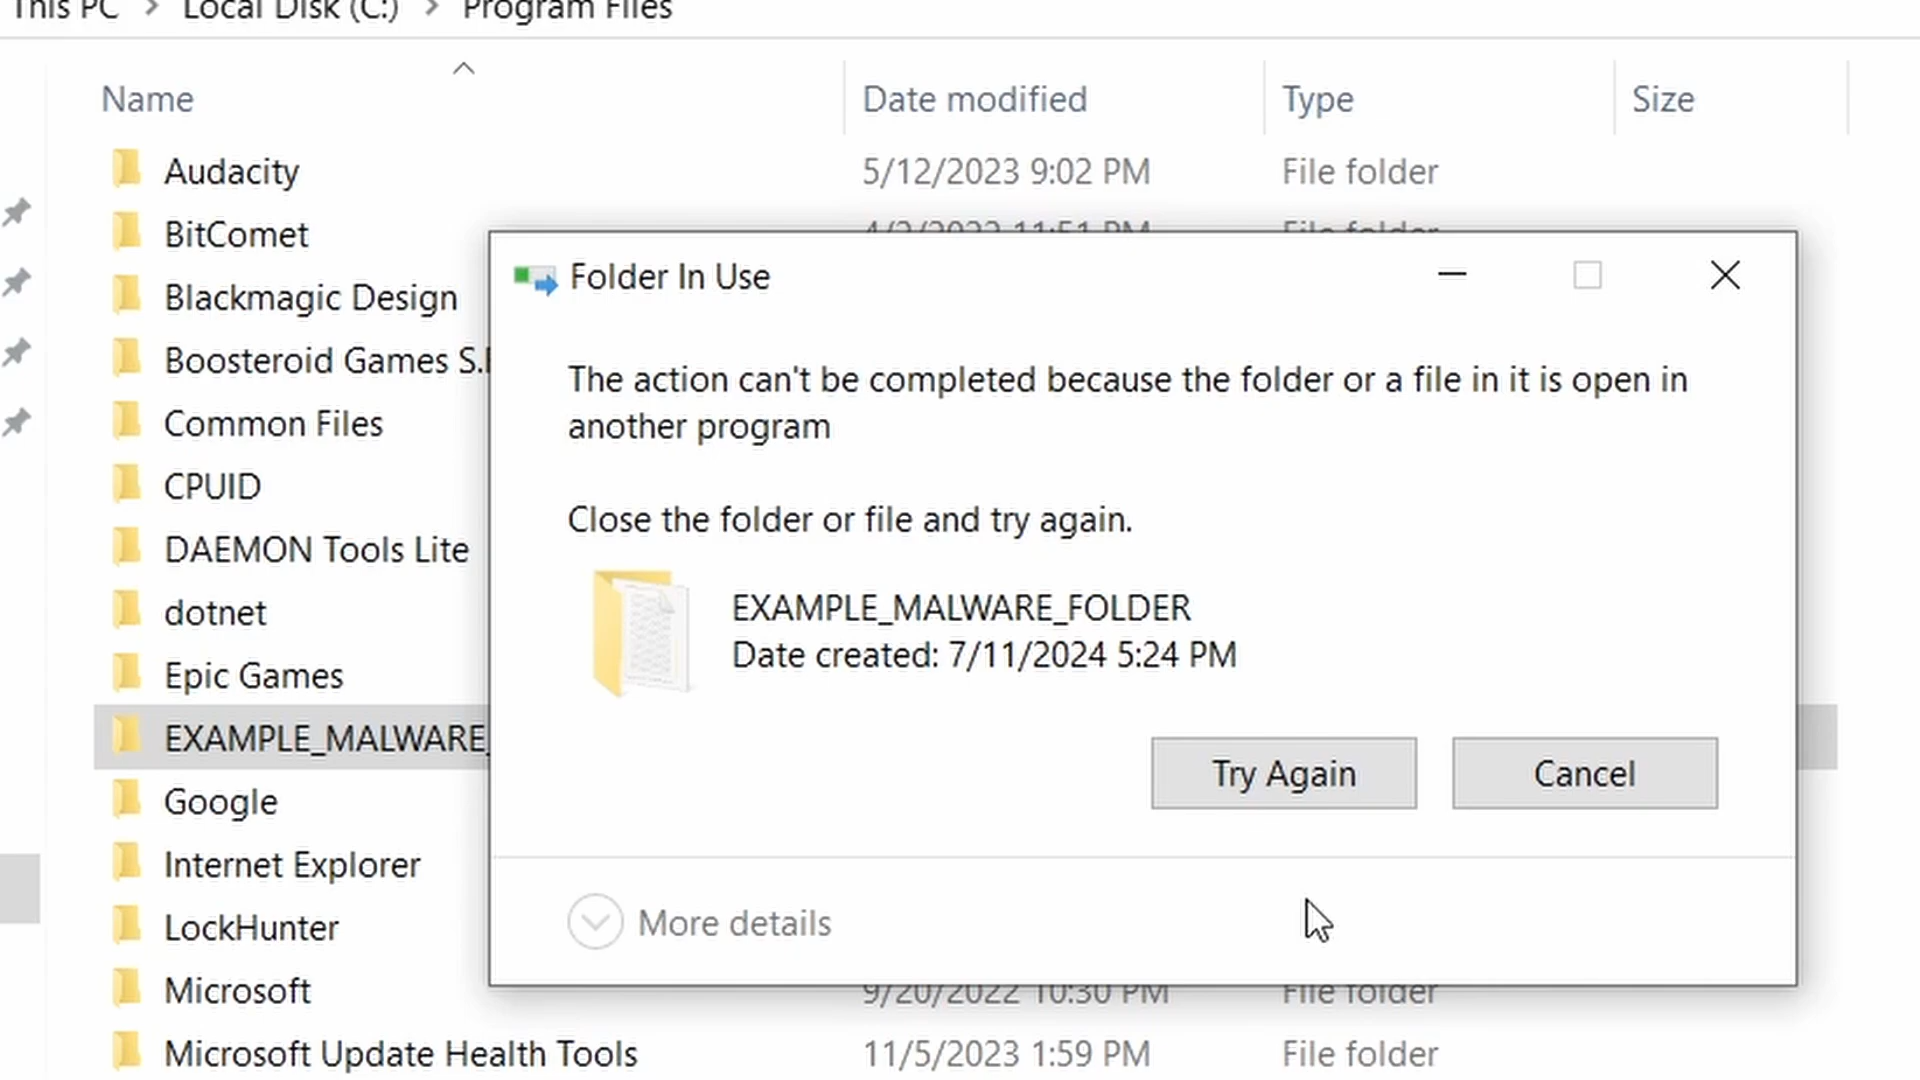 This PC > Local Disk (C:) > Program Files
Name Date modified Type Size
Audacity 5/12/2023 9:02 PM File folder
BitComet 11:51 PM File folder
Blackmagic Design
Boosteroid Games S.
Common Files
CPUID
DAEMON Tools Lite
dotnet
Epic Games
EXAMPLE_MALWARE_
Google
Internet Explorer
LockHunter
Microsoft 9/20/2022 10:30 PM File folder
Microsoft Update Health Tools 11/5/2023 1:59 PM File folder
Folder In Use
The action can't be completed because the folder or a file in it is open in
another program
Close the folder or file and try again.
EXAMPLE_MALWARE_FOLDER
Date created: 7/11/2024 5:24 PM
Try Again Cancel
More details